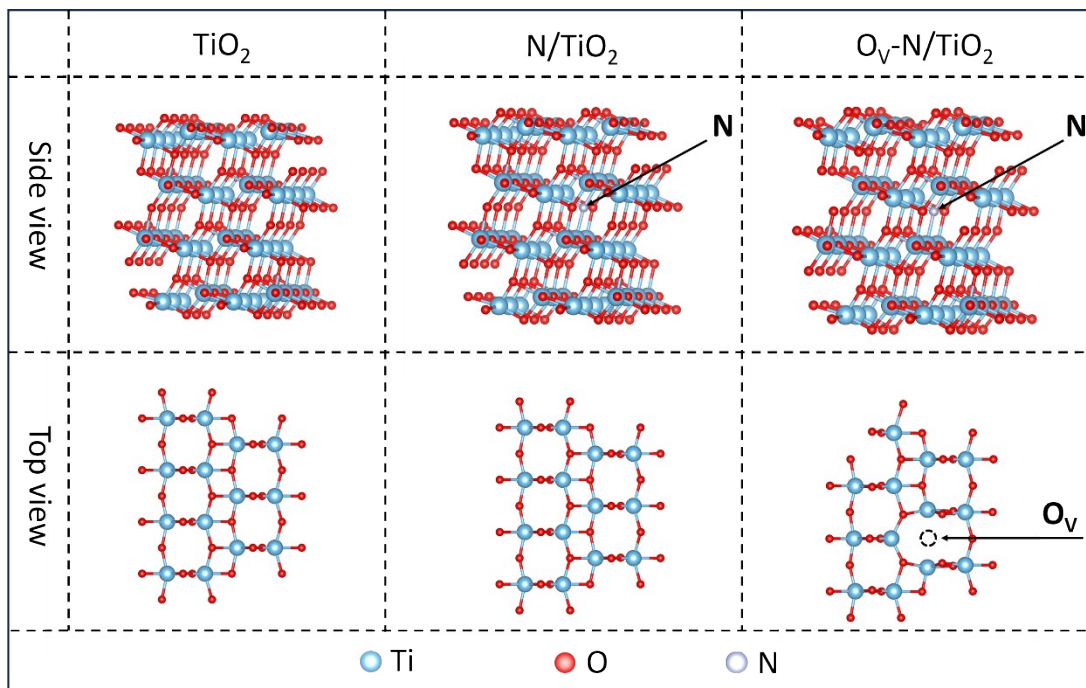 TiO₂ N/TiO₂ Oᵥ-N/TiO₂
Side view
N
N
Top view
Oᵥ
Ti O N